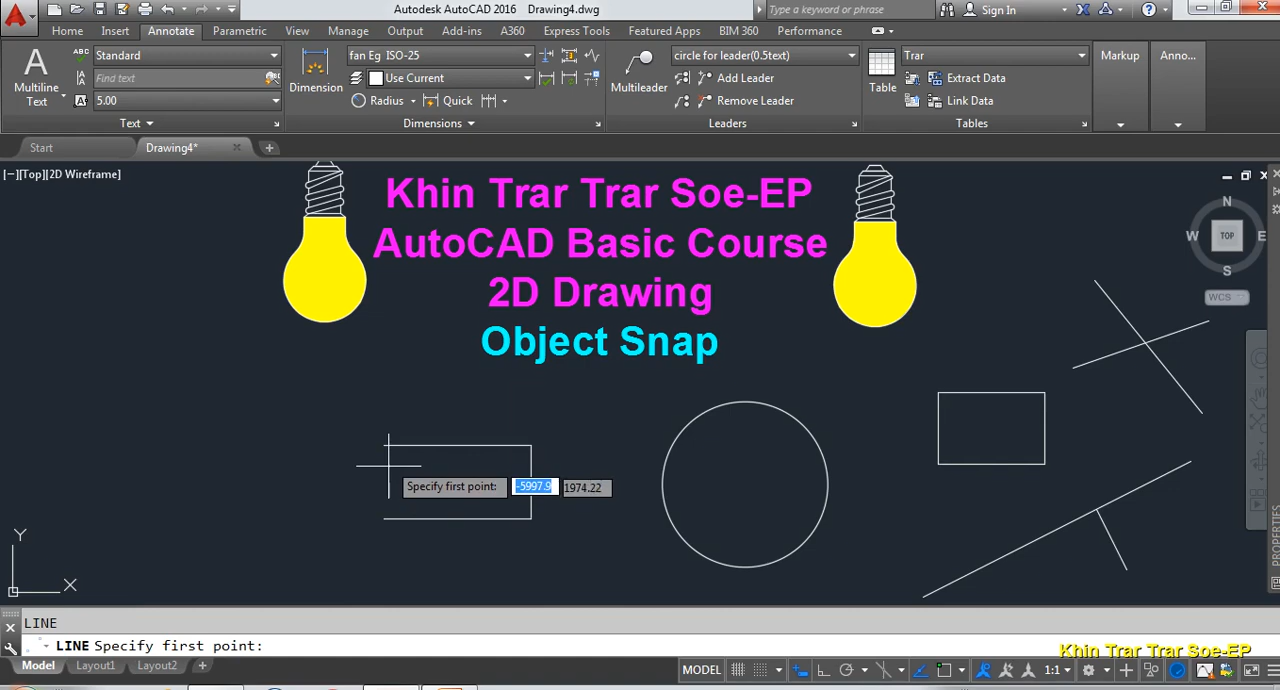 Autodesk AutoCAD 2016 Drawing4.dwg
Type a keyword or phrase
Sign In
Home Insert Annotate Parametric View Manage Output Add-ins A360 Express Tools Featured Apps BIM 360 Performance
Multiline
Text
ABC
Standard
Find text
5.00
Text
Dimension
fan Eg ISO-25
Use Current
Radius
Quick
Dimensions
Multileader
circle for leader(0.5text)
Add Leader
Remove Leader
Leaders
Table
Trar
Extract Data
Link Data
Tables
Markup
Anno...
Start
Drawing4*
[−][Top][2D Wireframe]
Khin Trar Trar Soe-EP
AutoCAD Basic Course
2D Drawing
Object Snap
N
W TOP E
S
WCS
Specify first point: -5997.9 1974.22
Y
X
PROPERTIES
LINE
LINE Specify first point:
Khin Trar Trar Soe-EP
Model Layout1 Layout2
MODEL
1:1